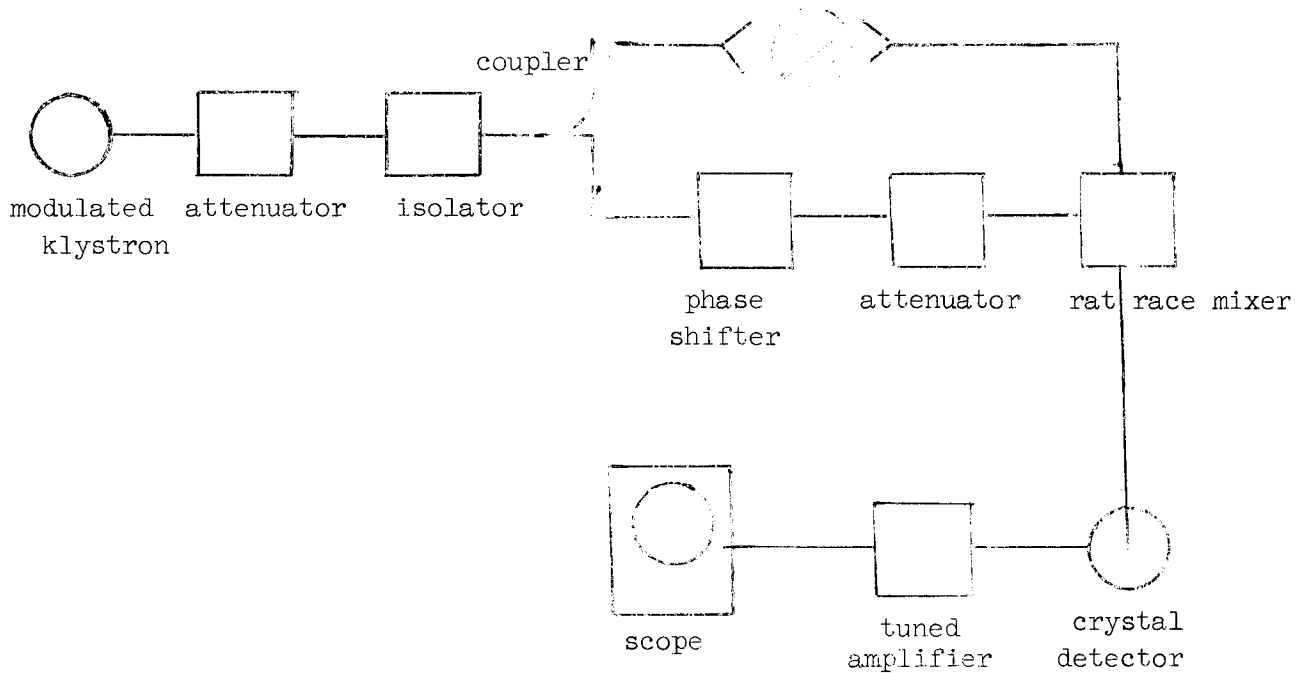 coupler
modulated
klystron
attenuator
isolator
phase
shifter
attenuator
rat race mixer
scope
tuned
amplifier
crystal
detector